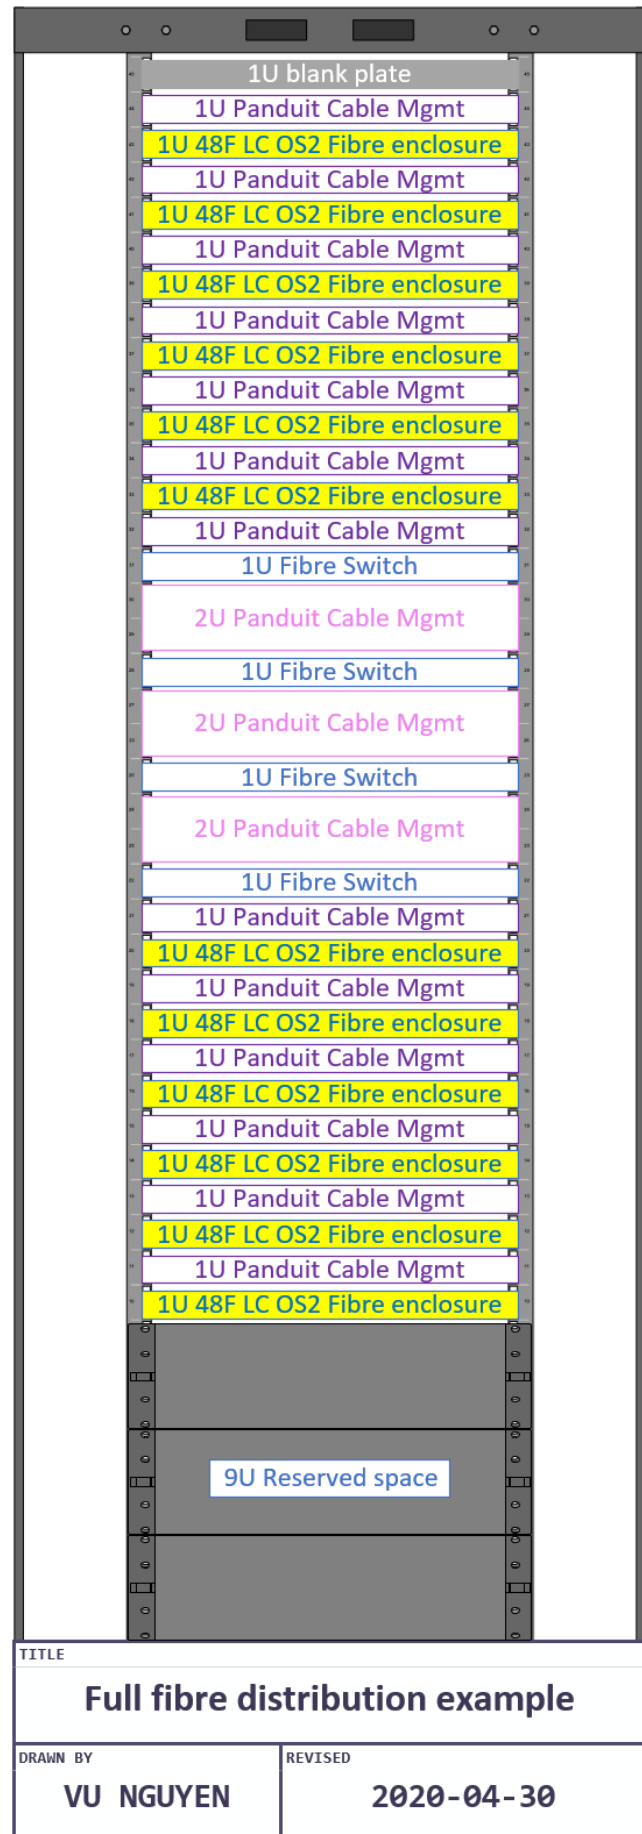 1U blank plate
1U Panduit Cable Mgmt
1U 48F LC OS2 Fibre enclosure
1U Panduit Cable Mgmt
1U 48F LC OS2 Fibre enclosure
1U Panduit Cable Mgmt
1U 48F LC OS2 Fibre enclosure
1U Panduit Cable Mgmt
1U 48F LC OS2 Fibre enclosure
1U Panduit Cable Mgmt
1U 48F LC OS2 Fibre enclosure
1U Panduit Cable Mgmt
1U 48F LC OS2 Fibre enclosure
1U Panduit Cable Mgmt
1U Fibre Switch
2U Panduit Cable Mgmt
1U Fibre Switch
2U Panduit Cable Mgmt
1U Fibre Switch
2U Panduit Cable Mgmt
1U Fibre Switch
1U Panduit Cable Mgmt
1U 48F LC OS2 Fibre enclosure
1U Panduit Cable Mgmt
1U 48F LC OS2 Fibre enclosure
1U Panduit Cable Mgmt
1U 48F LC OS2 Fibre enclosure
1U Panduit Cable Mgmt
1U 48F LC OS2 Fibre enclosure
1U Panduit Cable Mgmt
1U 48F LC OS2 Fibre enclosure
1U Panduit Cable Mgmt
1U 48F LC OS2 Fibre enclosure
9U Reserved space
TITLE
Full fibre distribution example
DRAWN BY
VU NGUYEN
REVISED
2020-04-30